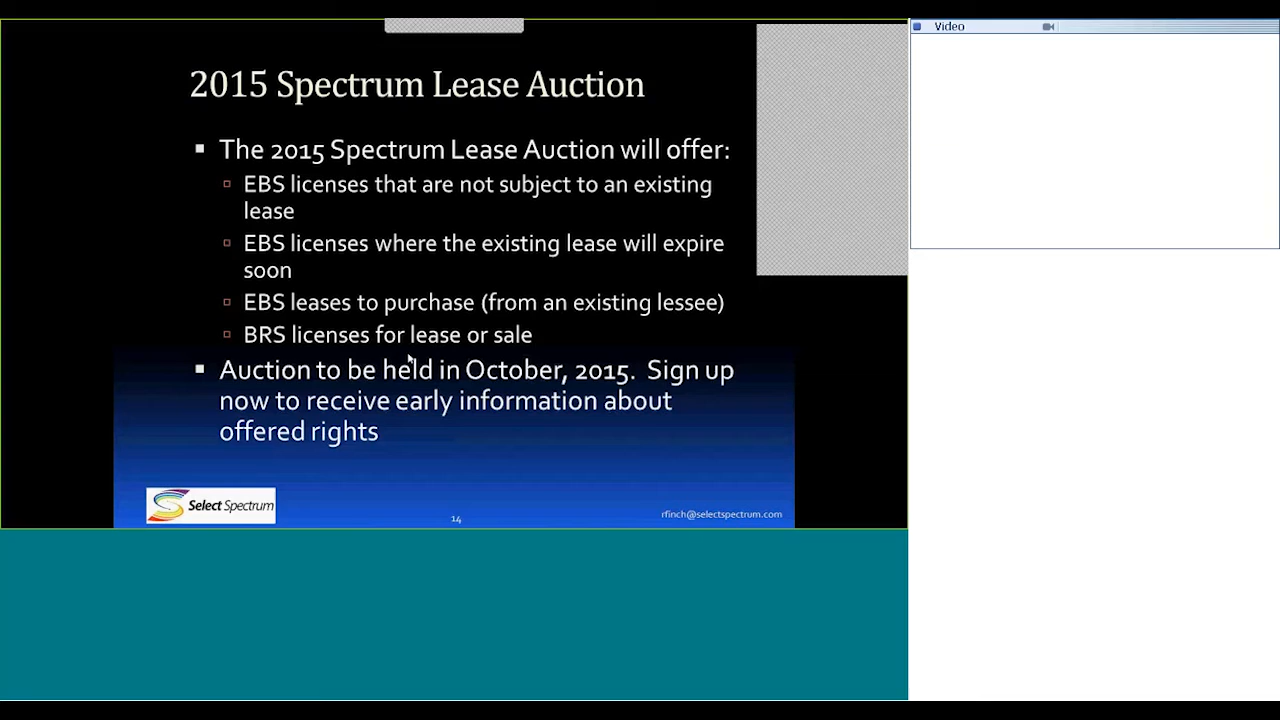 Video
2015 Spectrum Lease Auction
The 2015 Spectrum Lease Auction will offer:
EBS licenses that are not subject to an existing
lease
EBS licenses where the existing lease will expire
soon
EBS leases to purchase (from an existing lessee)
BRS licenses for lease or sale
Auction to be held in October, 2015. Sign up
now to receive early information about
offered rights
Select Spectrum
14
rfinch@selectspectrum.com